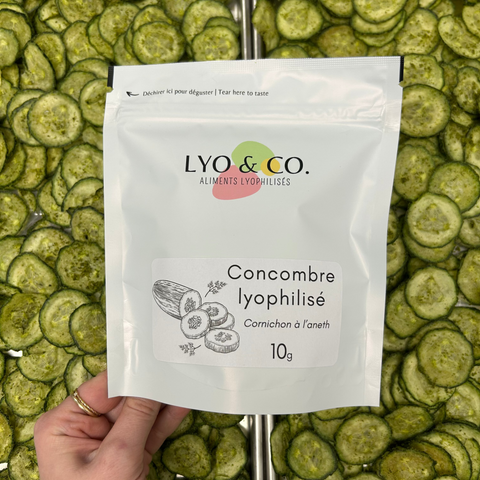 Déchirer ici pour déguster | Tear here to taste
LYO & CO.
ALIMENTS LYOPHILISÉS
Concombre
lyophilisé
Cornichon à l'aneth
10g